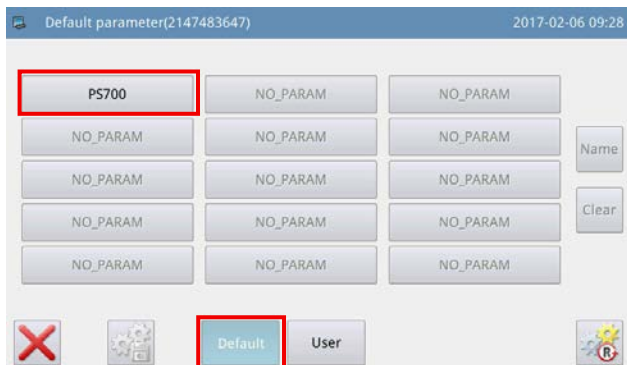 Default parameter(2147483647) 2017-02-06 09:28
PS700 NO_PARAM NO_PARAM
NO_PARAM NO_PARAM NO_PARAM
Name
NO_PARAM NO_PARAM NO_PARAM
Clear
NO_PARAM NO_PARAM NO_PARAM
NO_PARAM NO_PARAM NO_PARAM
Default User
R